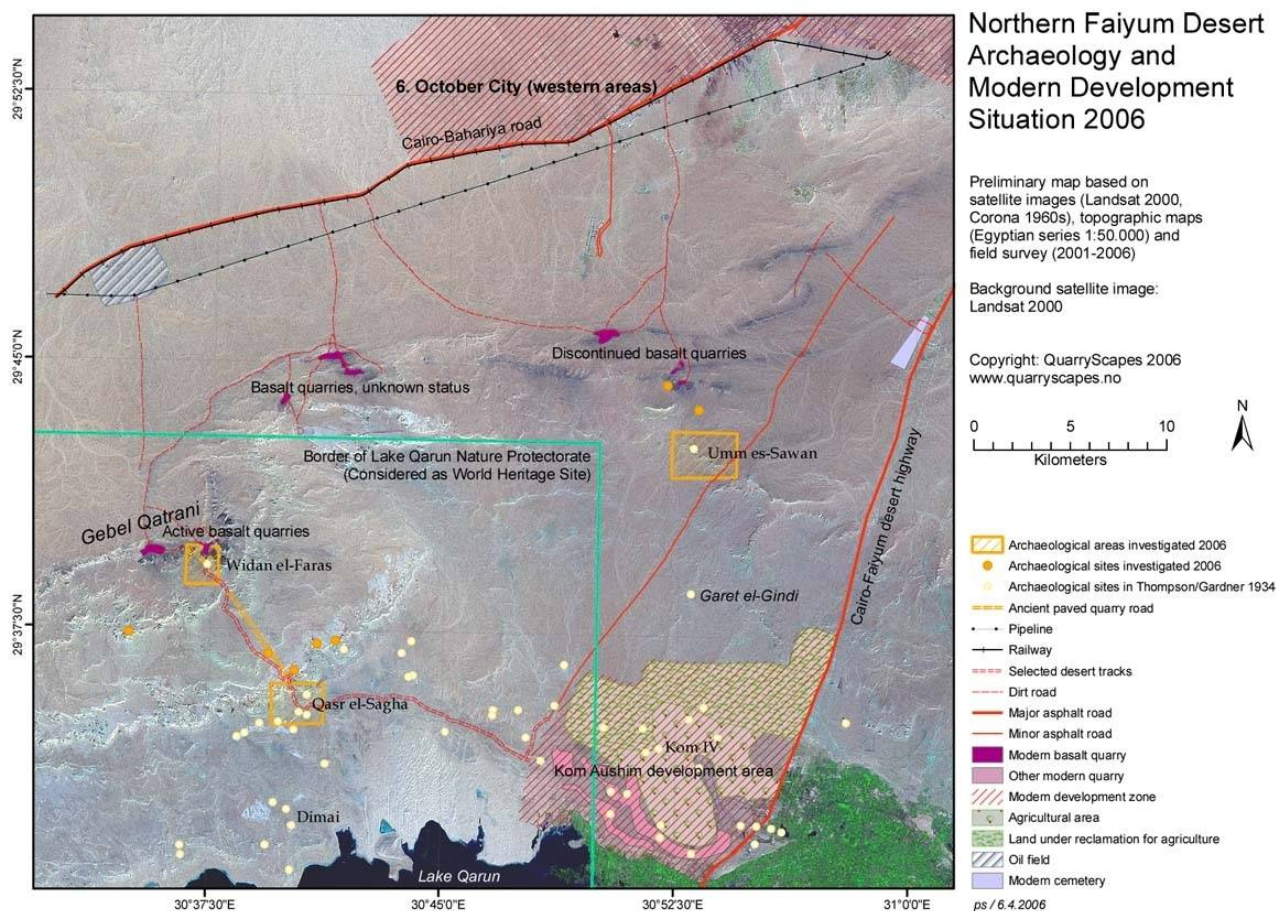 Northern Faiyum Desert
Archaeology and
Modern Development
Situation 2006
Preliminary map based on
satellite images (Landsat 2000,
Corona 1960s), topographic maps
(Egyptian series 1:50.000) and
field survey (2001-2006)
Background satellite image:
Landsat 2000
Copyright: QuarryScapes 2006
www.quarryscapes.no
N
0 5 10
Kilometers
Archaeological areas investigated 2006
Archaeological sites investigated 2006
Archaeological sites in Thompson/Gardner 1934
Ancient paved quarry road
Pipeline
Railway
Selected desert tracks
Dirt road
Major asphalt road
Minor asphalt road
Modern basalt quarry
Other modern quarry
Modern development zone
Agricultural area
Land under reclamation for agriculture
Oil field
Modern cemetery
ps / 6.4.2006
6. October City (western areas)
Cairo-Bahariya road
Discontinued basalt quarries
Basalt quarries, unknown status
Border of Lake Qarun Nature Protectorate
(Considered as World Heritage Site)
Umm es-Sawan
Gebel Qatrani
Active basalt quarries
Widan el-Faras
Garet el-Gindi
Cairo-Faiyum desert highway
Qasr el-Sagha
Kom IV
Kom Aushim development area
Dimai
Lake Qarun
29°52'30"N
29°45'0"N
29°37'30"N
30°37'30"E
30°45'0"E
30°52'30"E
31°0'0"E